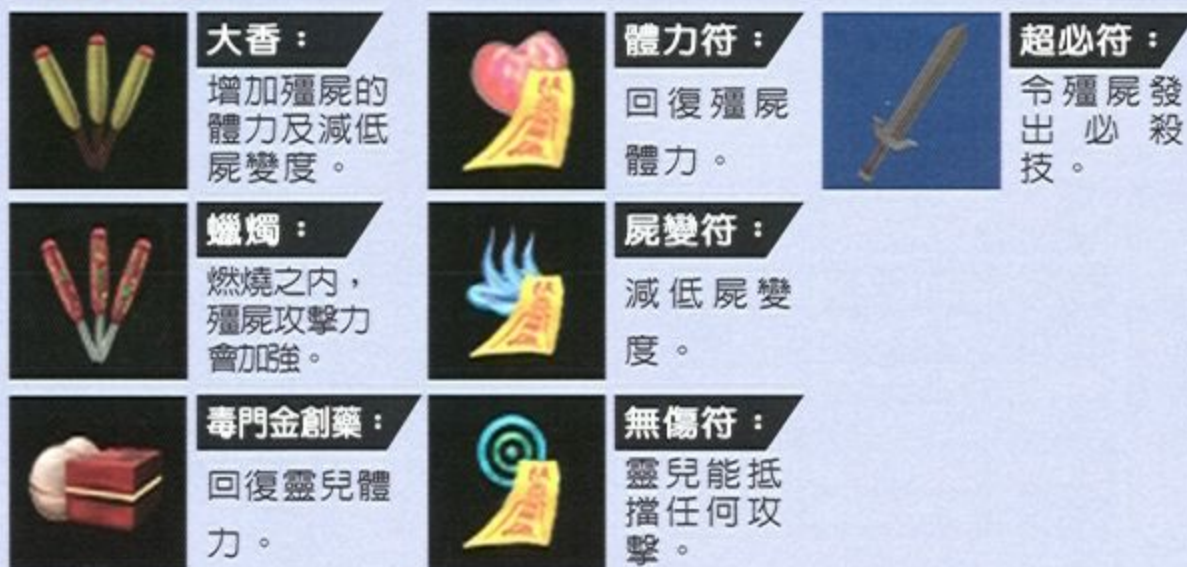 大香：
增加殭屍的
體力及減低
屍變度。
蠟燭：
燃燒之內，
殭屍攻擊力
會加強。
毒門金創藥：
回復靈兒體
力。
體力符：
回復殭屍
體力。
屍變符：
減低屍變
度。
無傷符：
靈兒能抵
擋任何攻
擊。
超必符：
令殭屍發
出必殺
技。